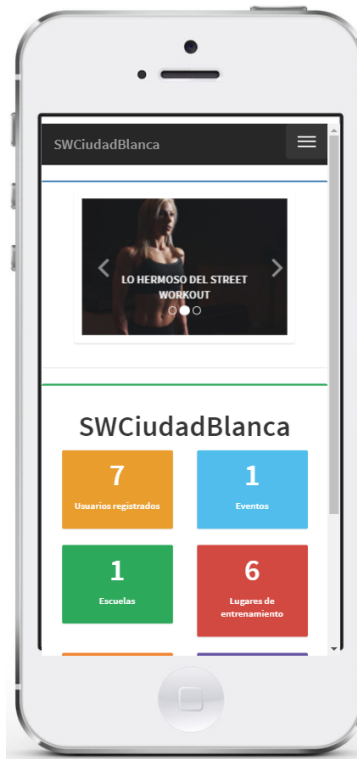 SWCiudadBlanca
LO HERMOSO DEL STREET
WORKOUT
SWCiudadBlanca
7
Usuarios registrados
1
Eventos
1
Escuelas
6
Lugares de
entrenamiento